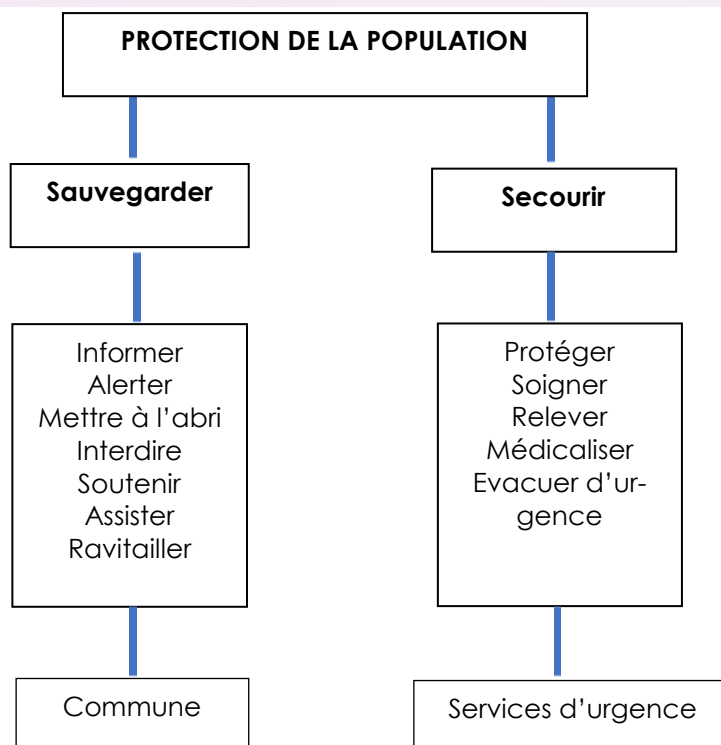 PROTECTION DE LA POPULATION
Sauvegarder
Secourir
Informer
Alerter
Mettre à l’abri
Interdire
Soutenir
Assister
Ravitailler
Protéger
Soigner
Relever
Médicaliser
Evacuer d’ur-
gence
Commune
Services d’urgence